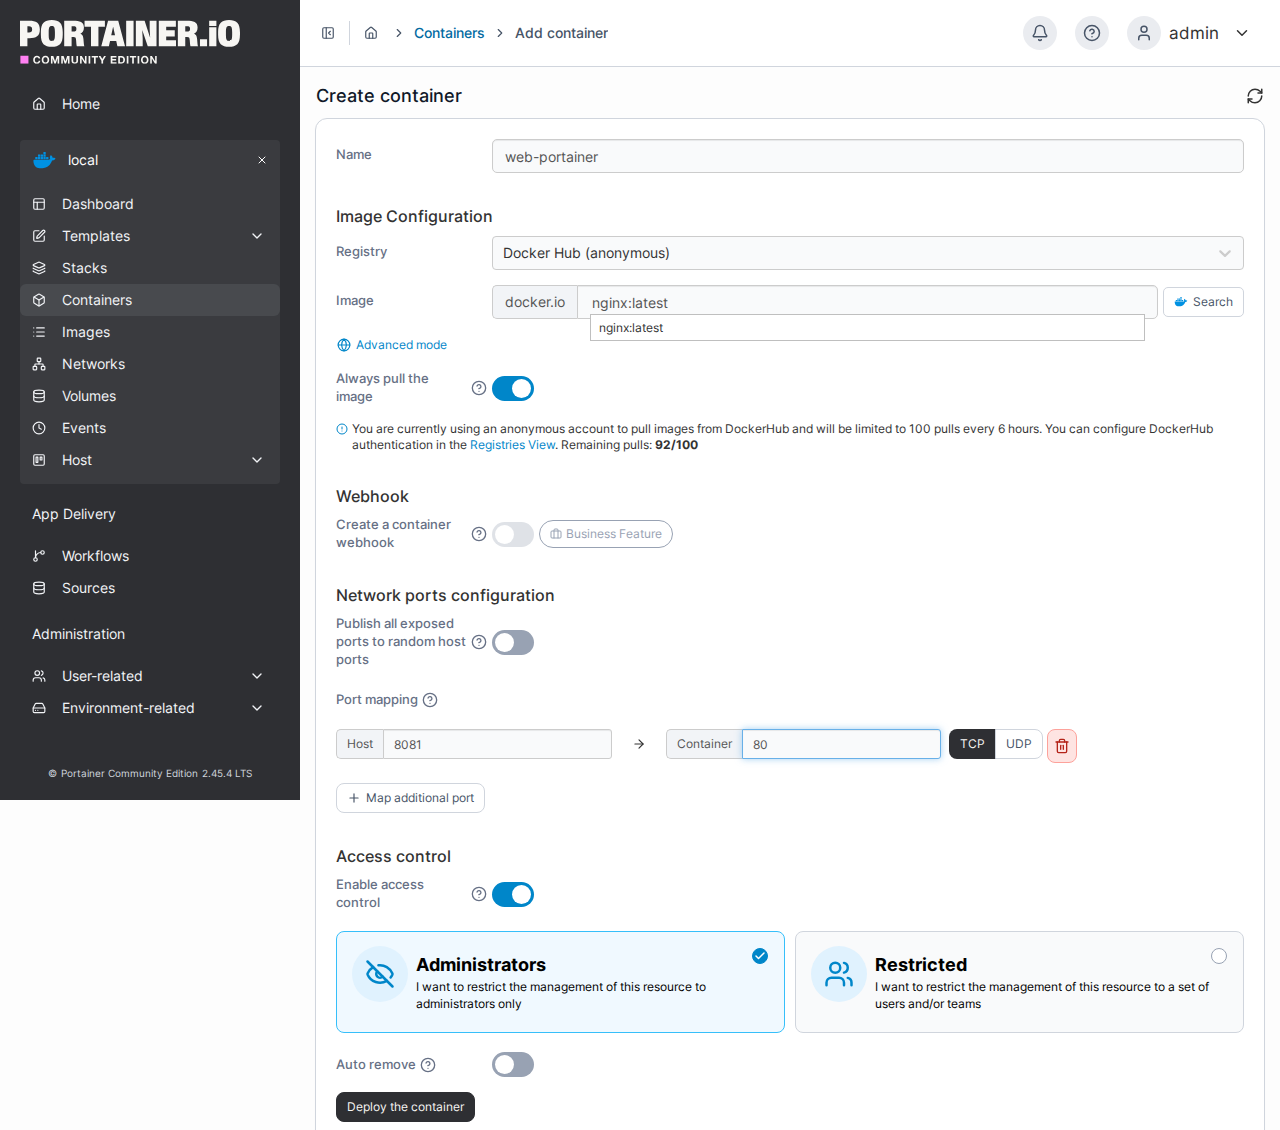 PORTAINER.IO
COMMUNITY EDITION
Home
local
Dashboard
Templates
Stacks
Containers
Images
Networks
Volumes
Events
Host
App Delivery
Workflows
Sources
Administration
User-related
Environment-related
© Portainer Community Edition 2.45.4 LTS
Containers
Add container
admin
Create container
Name
web-portainer
Image Configuration
Registry
Docker Hub (anonymous)
Image
docker.io
nginx:latest
Search
nginx:latest
Advanced mode
Always pull the
image
You are currently using an anonymous account to pull images from DockerHub and will be limited to 100 pulls every 6 hours. You can configure DockerHub
authentication in the Registries View. Remaining pulls: 92/100
Webhook
Create a container
webhook
Business Feature
Network ports configuration
Publish all exposed
ports to random host
ports
Port mapping
Host
8081
Container
80
TCP
UDP
Map additional port
Access control
Enable access
control
Administrators
I want to restrict the management of this resource to
administrators only
Restricted
I want to restrict the management of this resource to a set of
users and/or teams
Auto remove
Deploy the container